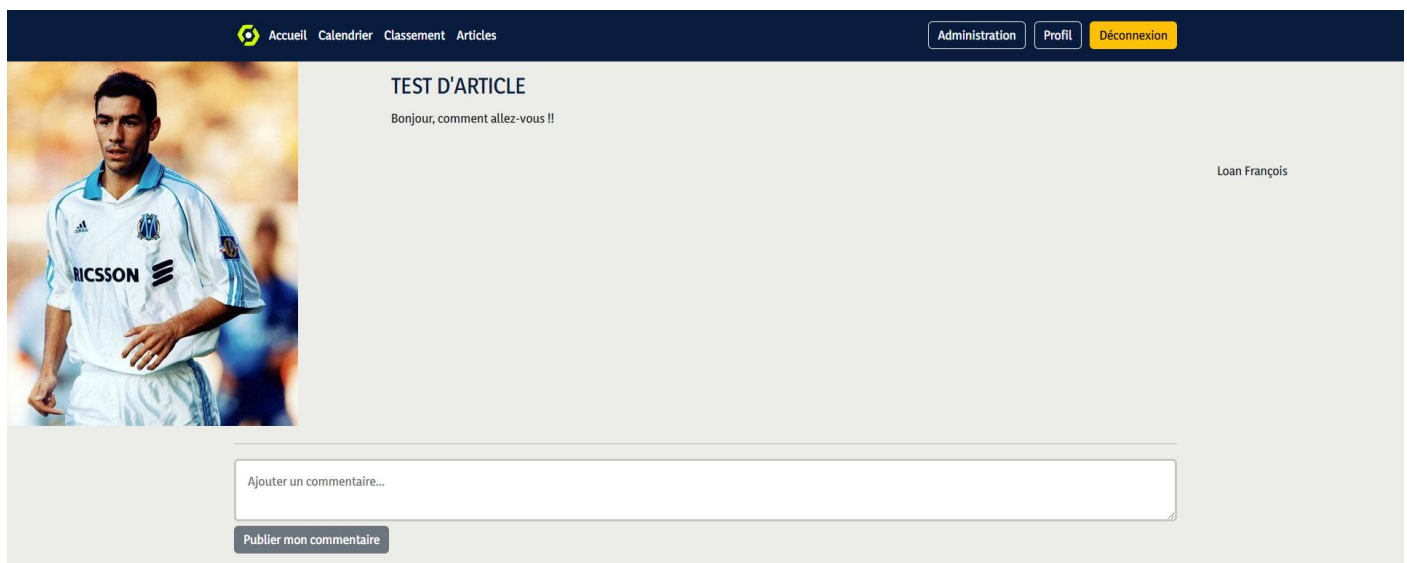 Accueil Calendrier Classement Articles Administration Profil Déconnexion
TEST D'ARTICLE
Bonjour, comment allez-vous !!
Loan François
adidas
RICSSON
Ajouter un commentaire...
Publier mon commentaire